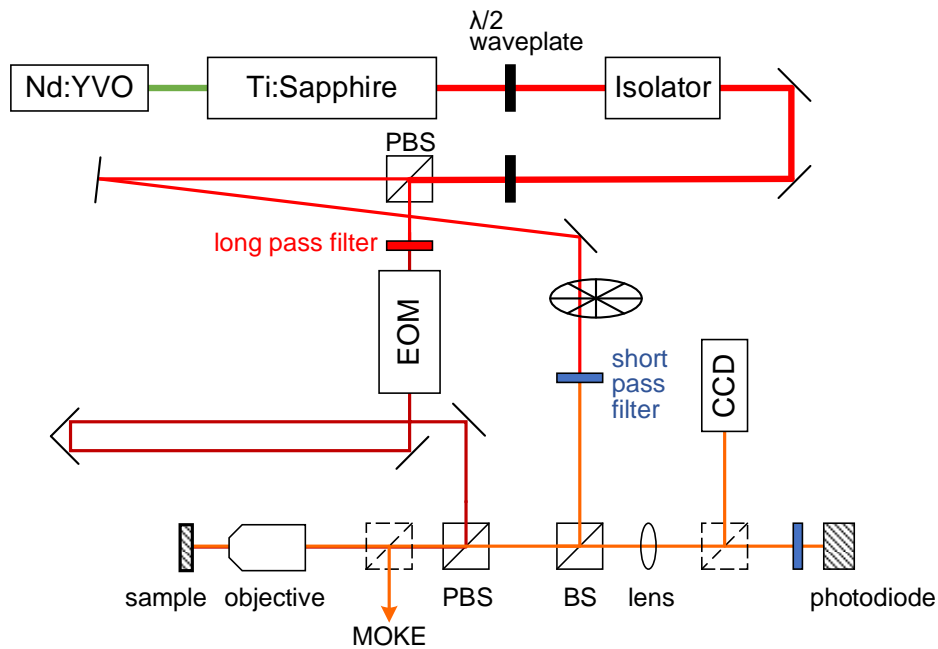 λ/2
waveplate
Nd:YVO
Ti:Sapphire
Isolator
PBS
long pass filter
EOM
short
pass
filter
CCD
sample
objective
PBS
BS
lens
photodiode
MOKE